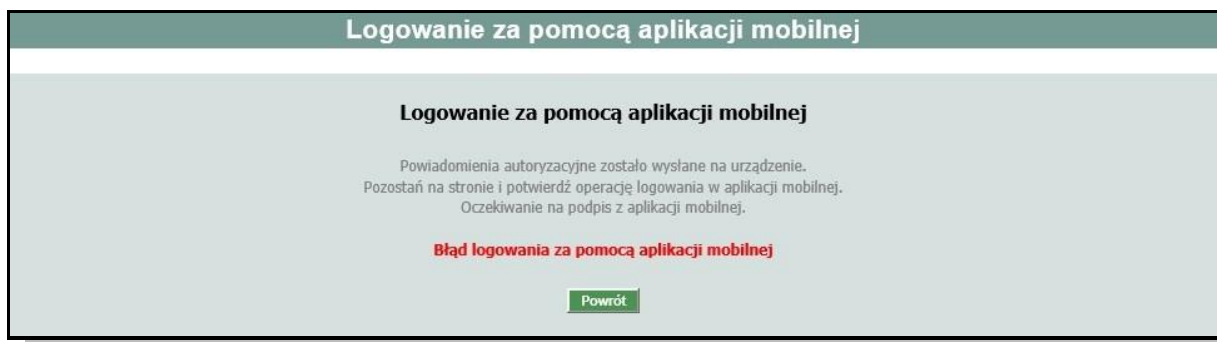 Logowanie za pomocą aplikacji mobilnej
Logowanie za pomocą aplikacji mobilnej
Powiadomienia autoryzacyjne zostało wysłane na urządzenie.
Pozostań na stronie i potwierdź operację logowania w aplikacji mobilnej.
Oczekiwanie na podpis z aplikacji mobilnej.
Błąd logowania za pomocą aplikacji mobilnej
Powrót